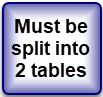 Must be
split into
2 tables